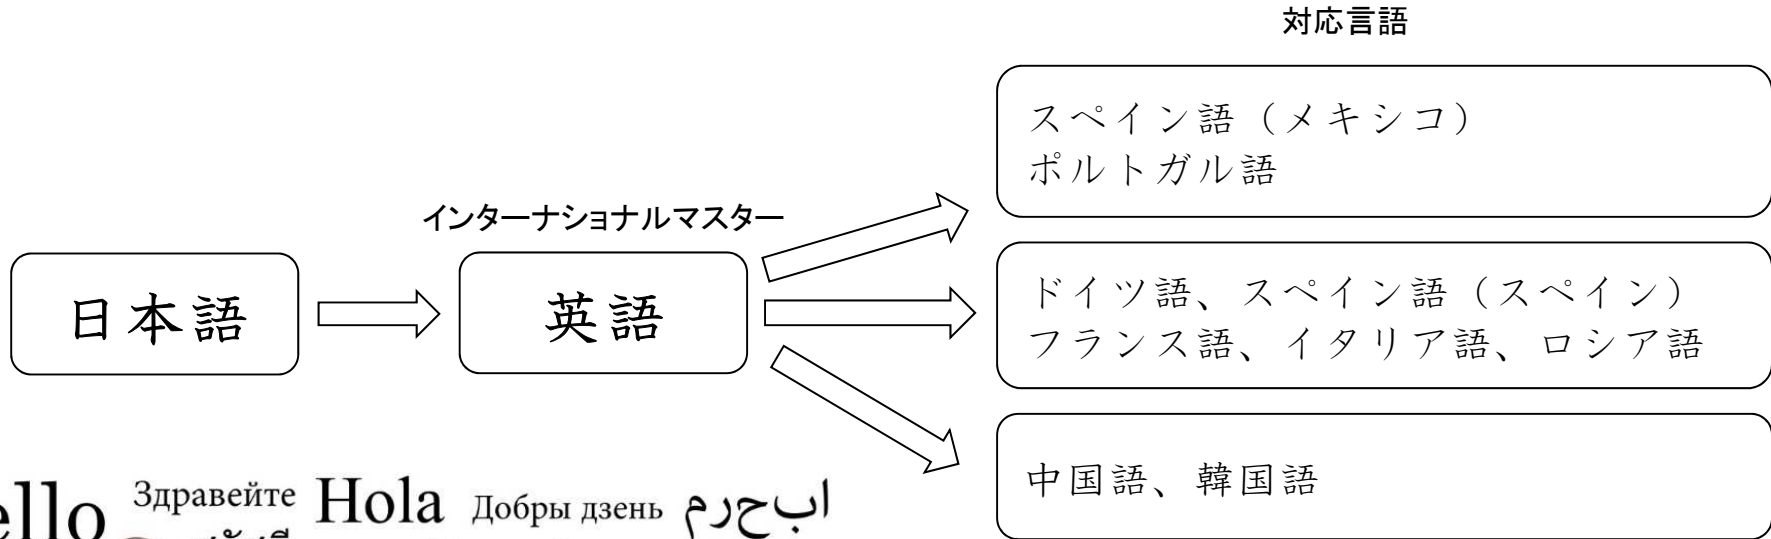 対応言語
スペイン語（メキシコ）
ポルトガル語
インターナショナルマスター
日本語
英語
ドイツ語、スペイン語（スペイン）
フランス語、イタリア語、ロシア語
中国語、韓国語
Здравейте Hola Добры дзень